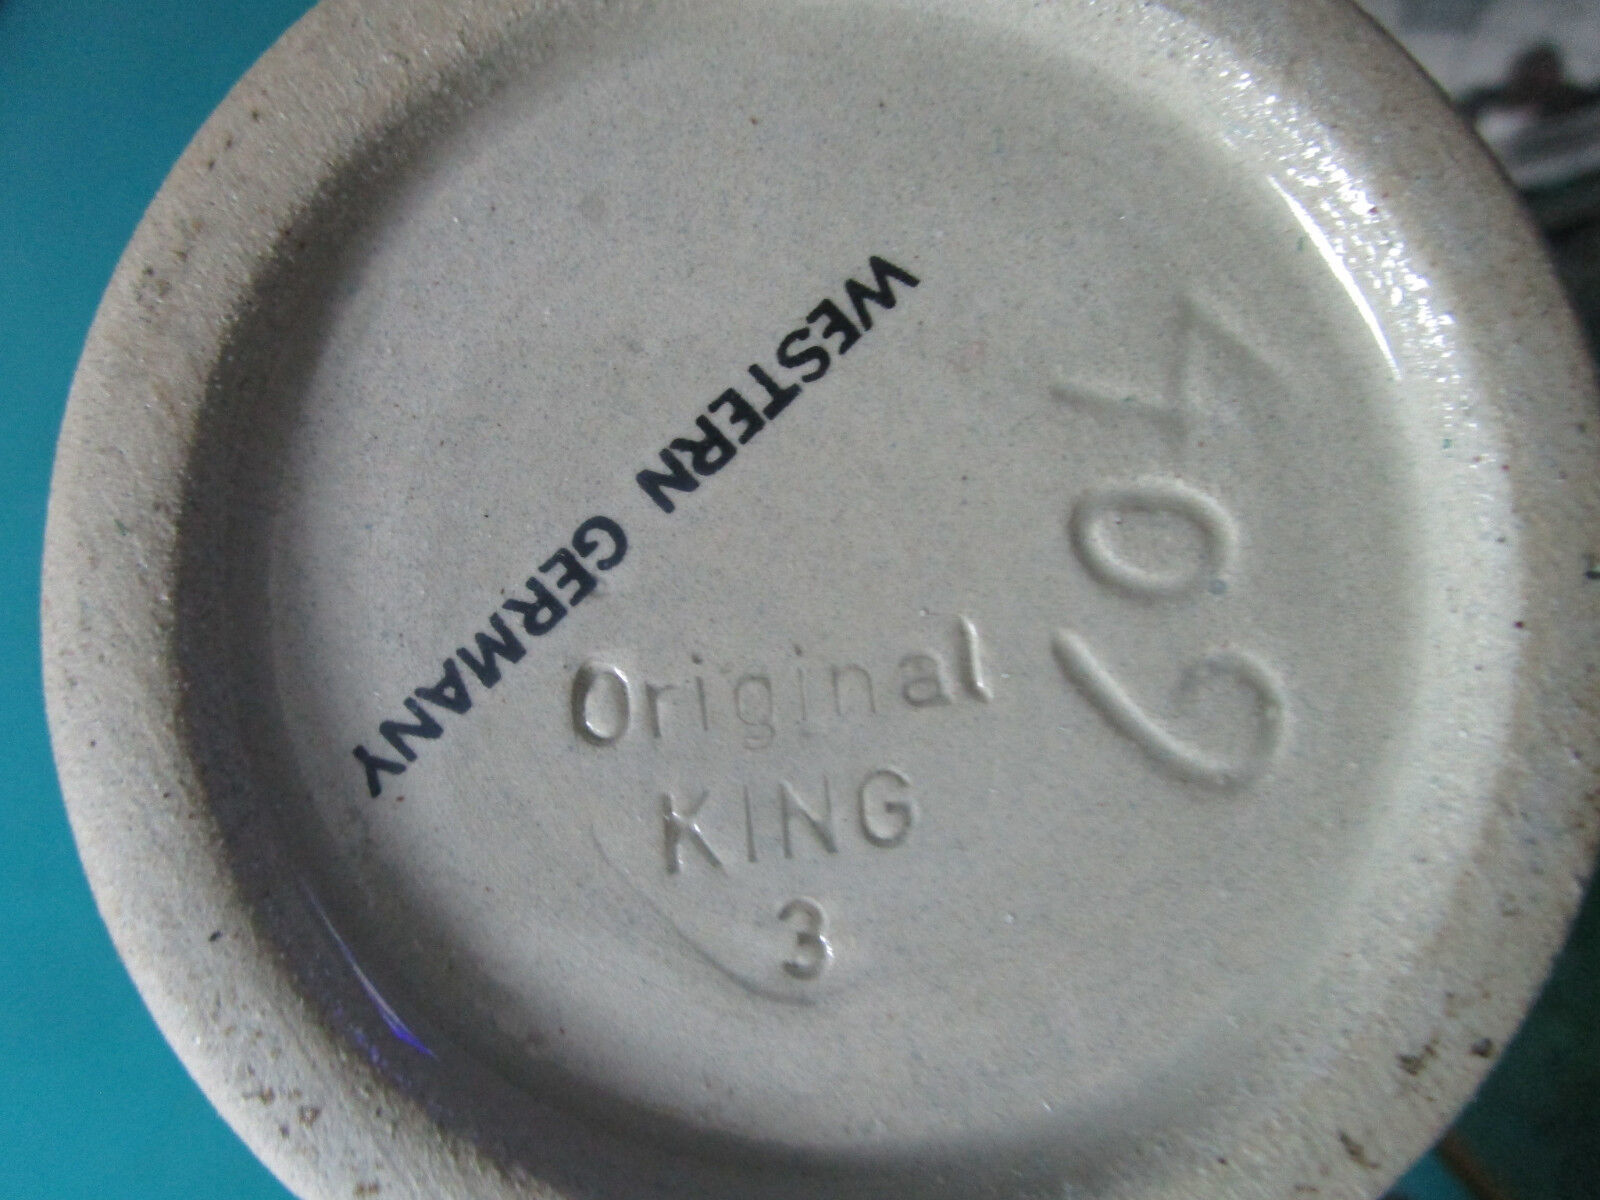 WESTERN GERMANY
Original
KING
3
409